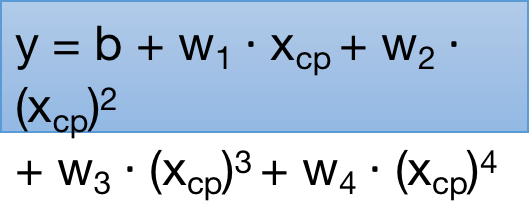 y = b + w₁ · x_cp + w₂ ·
(x_cp)²
+ w₃ · (x_cp)³ + w₄ · (x_cp)⁴